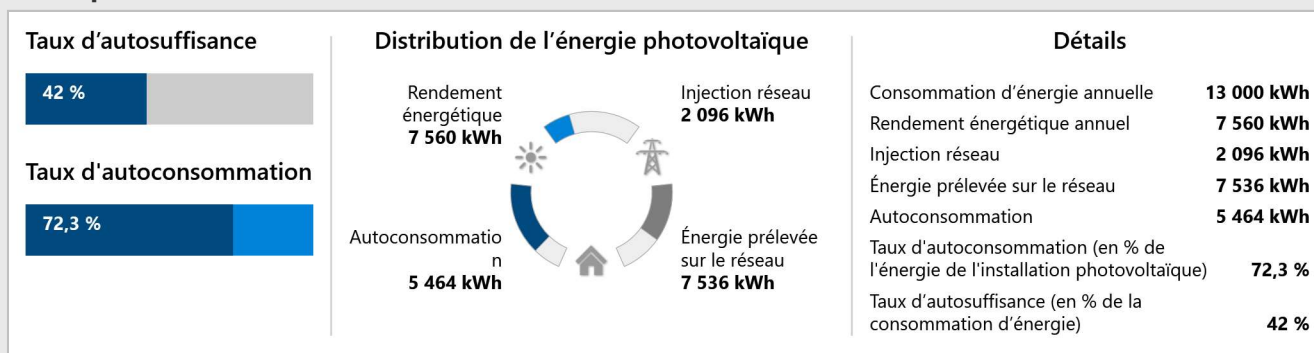 Taux d’autosuffisance
42 %
Taux d'autoconsommation
72,3 %
Distribution de l’énergie photovoltaïque
Rendement
énergétique
7 560 kWh
Injection réseau
2 096 kWh
Autoconsommatio
n
5 464 kWh
Énergie prélevée
sur le réseau
7 536 kWh
Détails
Consommation d’énergie annuelle 13 000 kWh
Rendement énergétique annuel 7 560 kWh
Injection réseau 2 096 kWh
Énergie prélevée sur le réseau 7 536 kWh
Autoconsommation 5 464 kWh
Taux d'autoconsommation (en % de
l'énergie de l'installation photovoltaïque) 72,3 %
Taux d’autosuffisance (en % de la
consommation d’énergie) 42 %